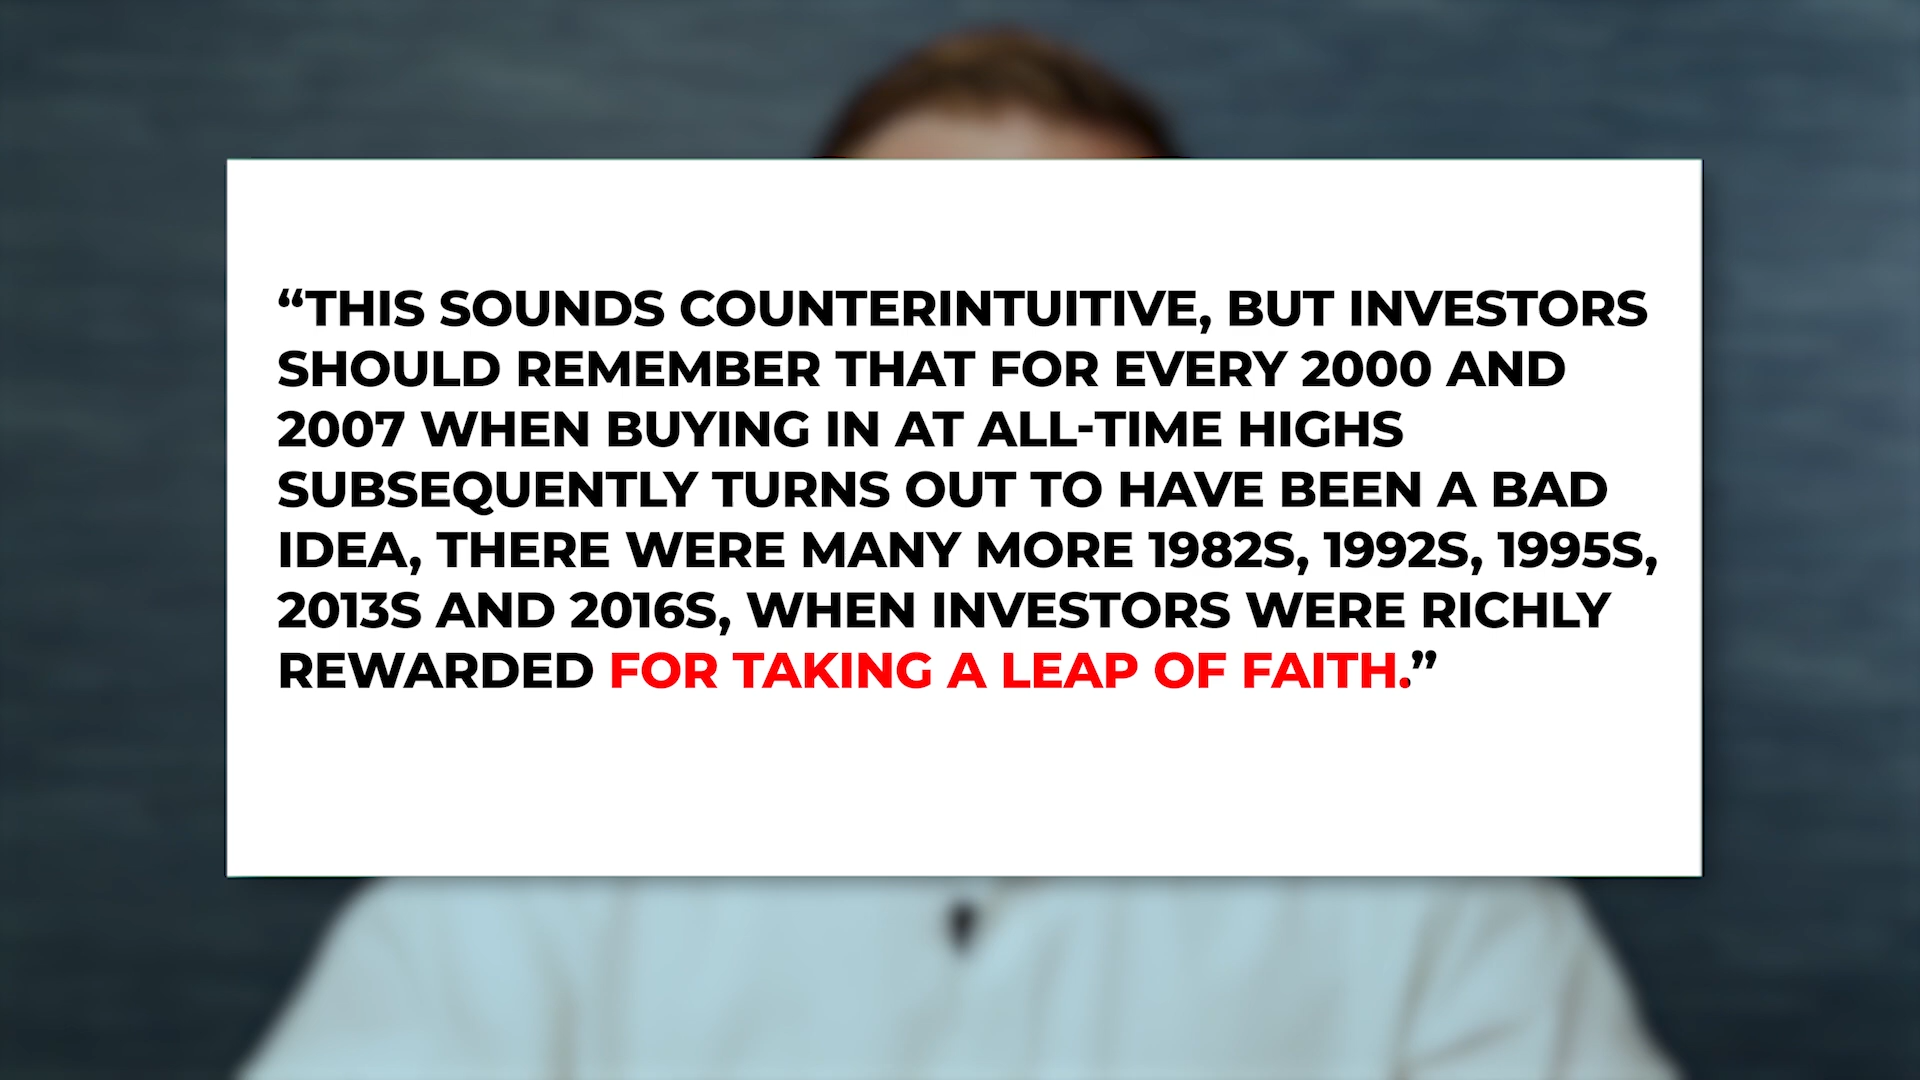 “THIS SOUNDS COUNTERINTUITIVE, BUT INVESTORS
SHOULD REMEMBER THAT FOR EVERY 2000 AND
2007 WHEN BUYING IN AT ALL-TIME HIGHS
SUBSEQUENTLY TURNS OUT TO HAVE BEEN A BAD
IDEA, THERE WERE MANY MORE 1982S, 1992S, 1995S,
2013S AND 2016S, WHEN INVESTORS WERE RICHLY
REWARDED FOR TAKING A LEAP OF FAITH.”